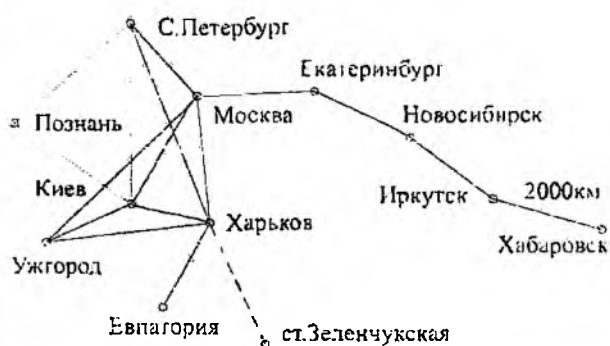 С.Петербург
Екатеринбург
Москва
Новосибирск
Познань
Киев
Иркутск
2000км
Харьков
Хабаровск
Ужгород
Евпатория
ст.Зеленчукская